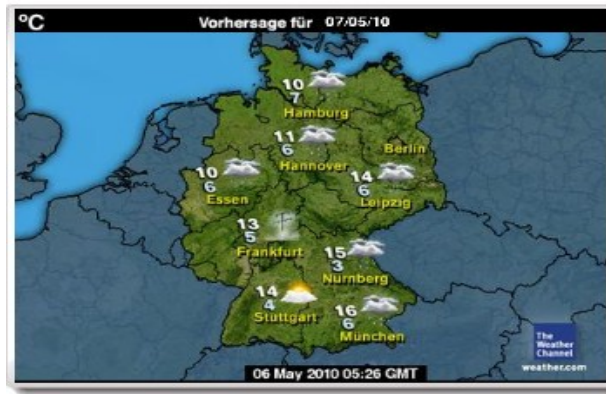 °C Vorhersage für 07/05/10
10
7
Hamburg
11
6
Hannover
Berlin
10
6
Essen
14
6
Leipzig
13
5
Frankfurt
15
3
Nürnberg
14
4
Stuttgart
16
6
München
The
Weather
Channel
weather.com
06 May 2010 05:26 GMT